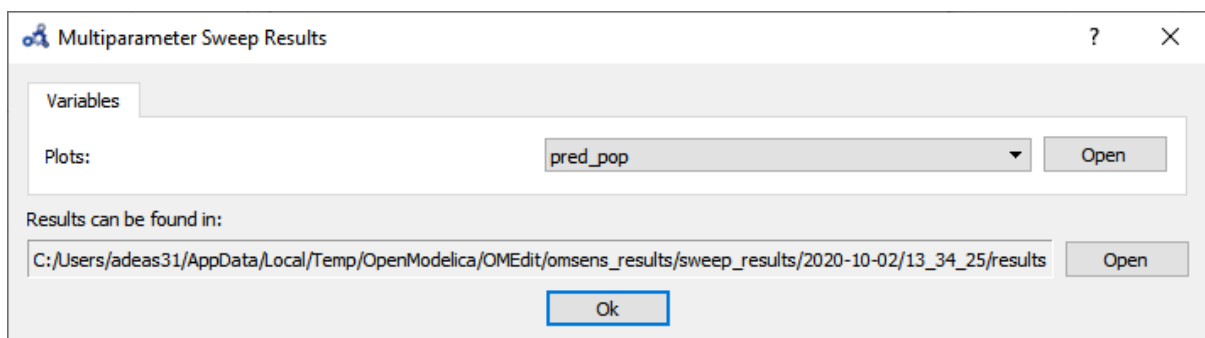 Multiparameter Sweep Results ?
Variables
Plots: pred_pop Open
Results can be found in:
C:/Users/adeas31/AppData/Local/Temp/OpenModelica/OMEdit/omsens_results/sweep_results/2020-10-02/13_34_25/results Open
Ok